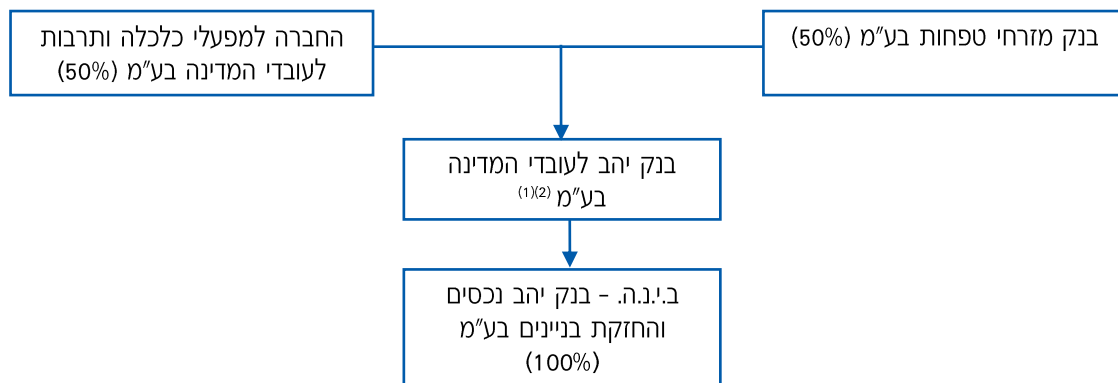 בנק מזרחי טפחות בע"מ (50%)
החברה למפעלי כלכלה ותרבות
לעובדי המדינה בע"מ (50%)
בנק יהב לעובדי המדינה
בע"מ (1)(2)
ב.י.נ.ה. - בנק יהב נכסים
והחזקת בניינים בע"מ
(100%)